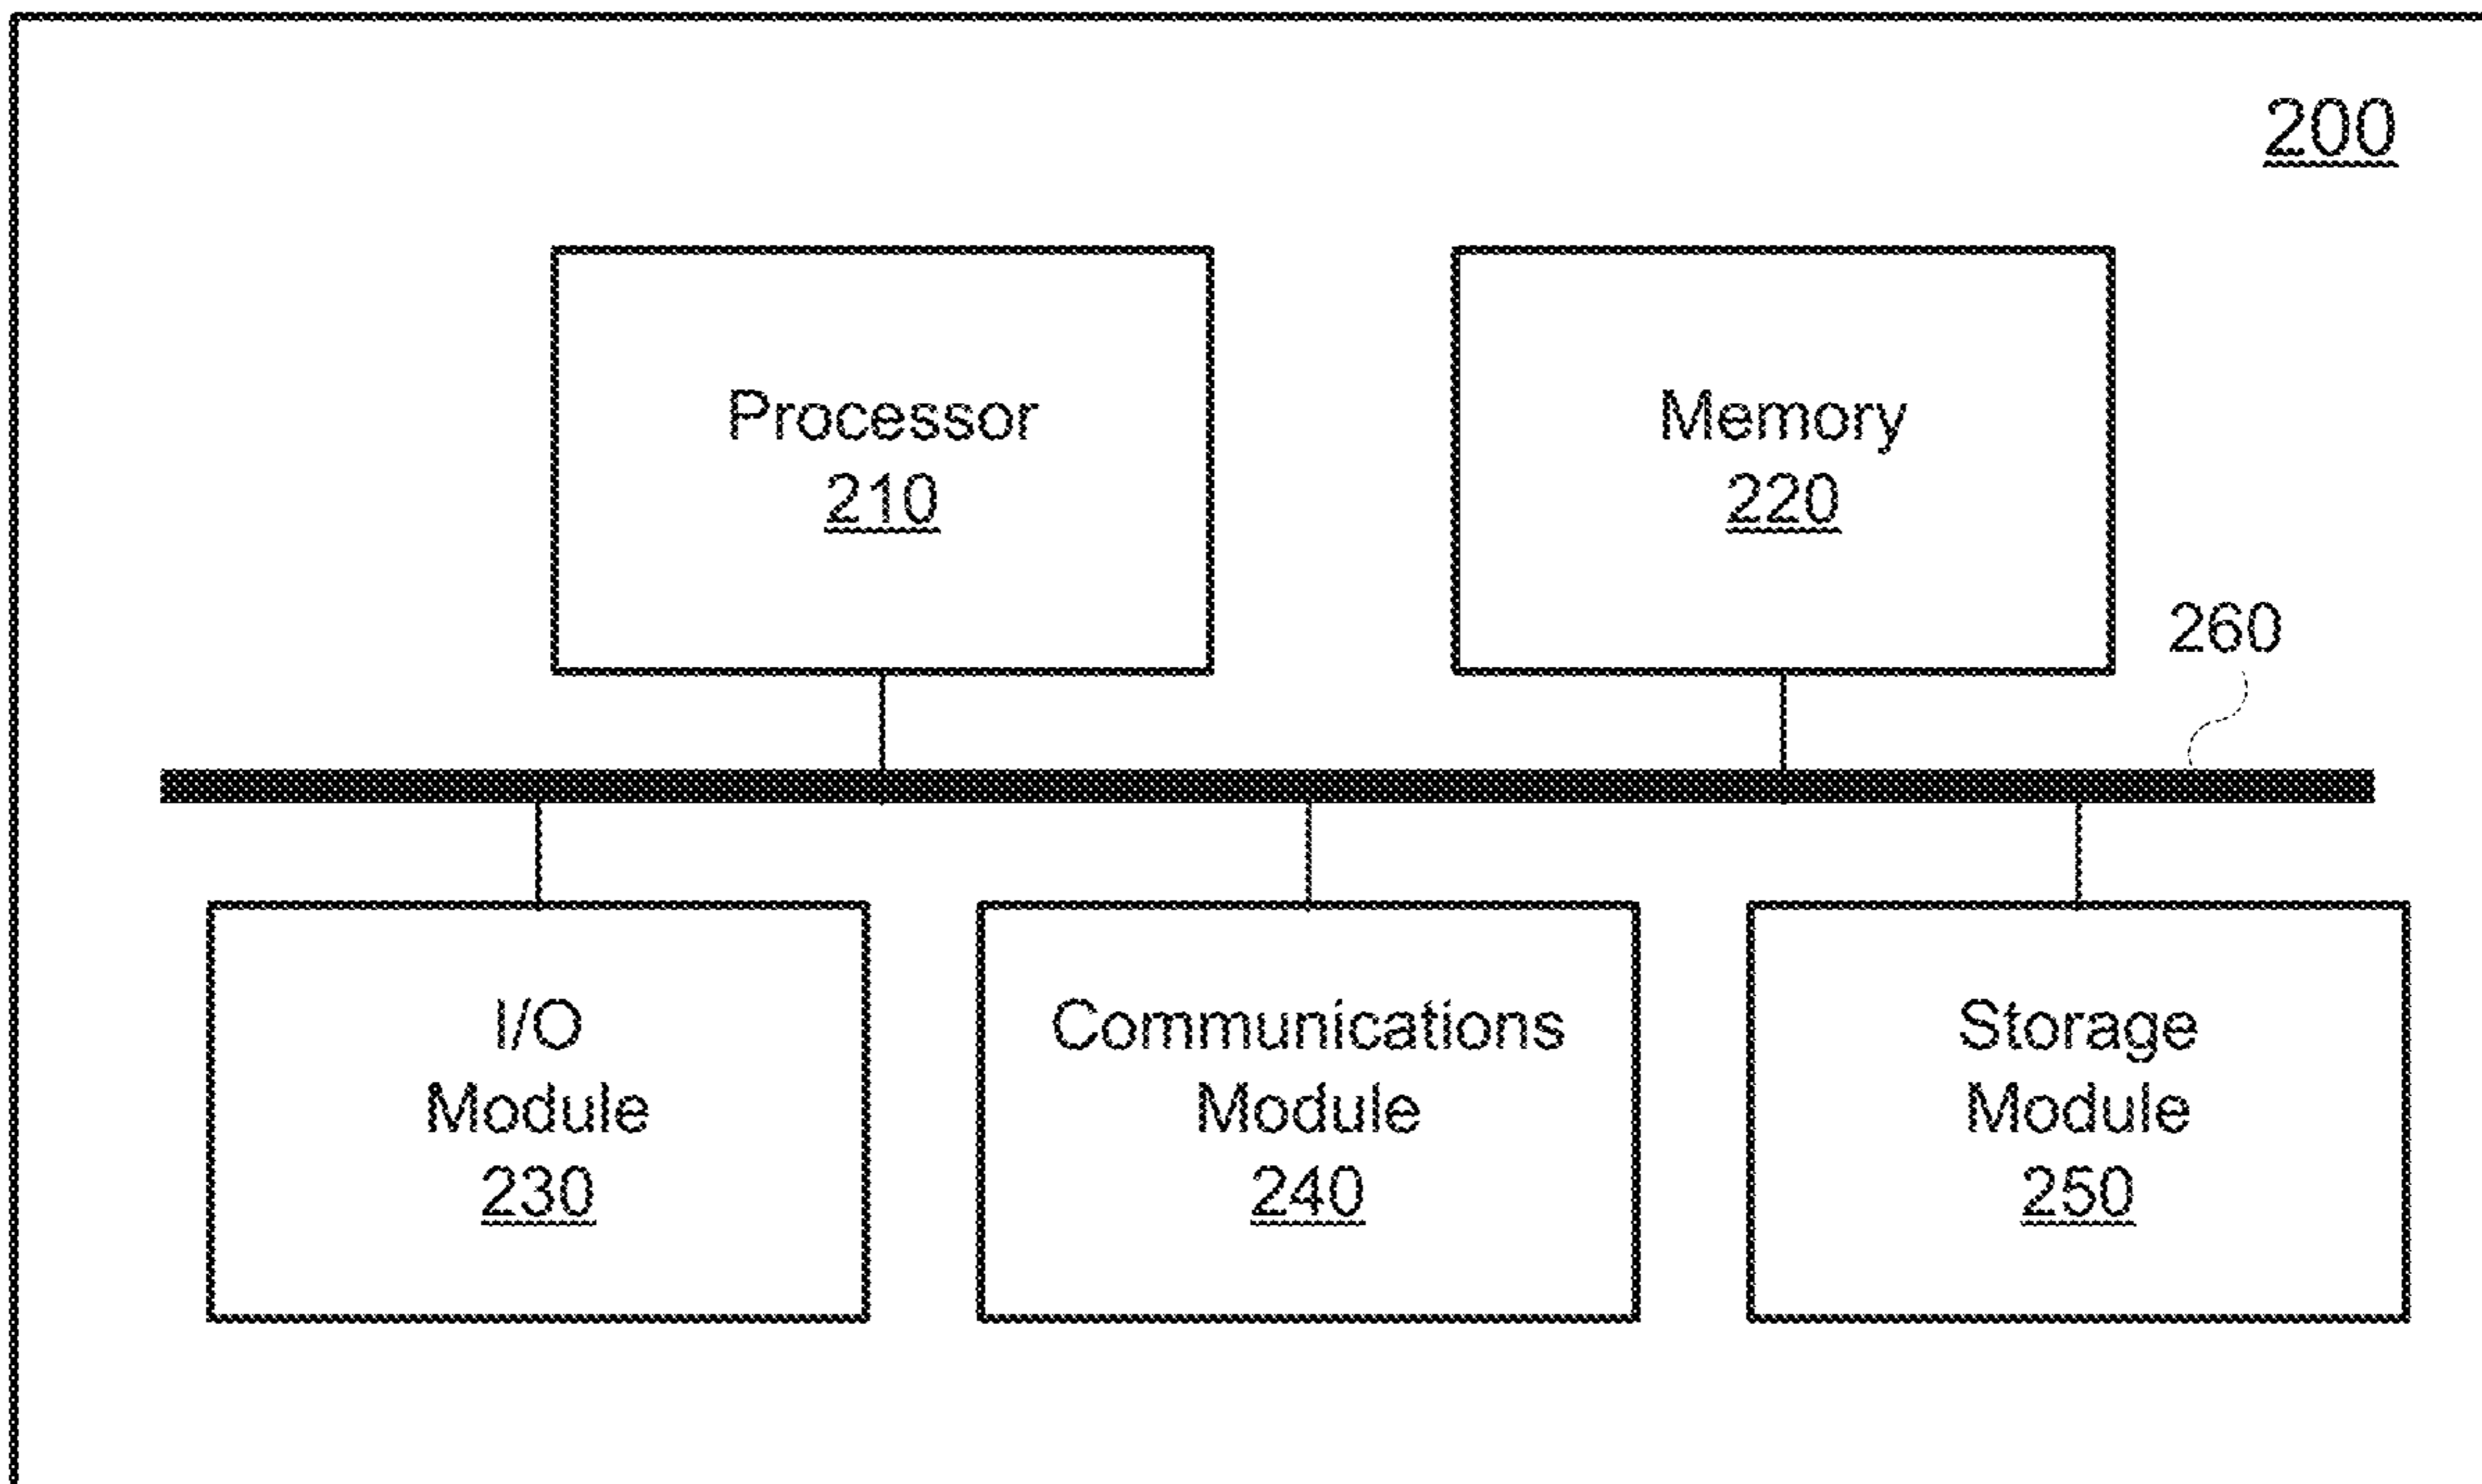 200
Processor
210
Memory
220
260
I/O
Module
230
Communications
Module
240
Storage
Module
250